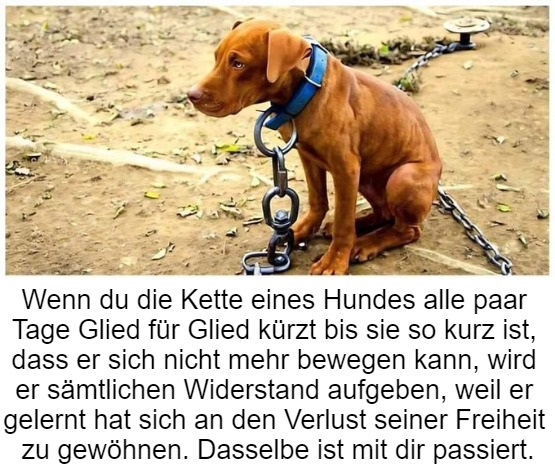 Wenn du die Kette eines Hundes alle paar
Tage Glied für Glied kürzt bis sie so kurz ist,
dass er sich nicht mehr bewegen kann, wird
er sämtlichen Widerstand aufgeben, weil er
gelernt hat sich an den Verlust seiner Freiheit
zu gewöhnen. Dasselbe ist mit dir passiert.